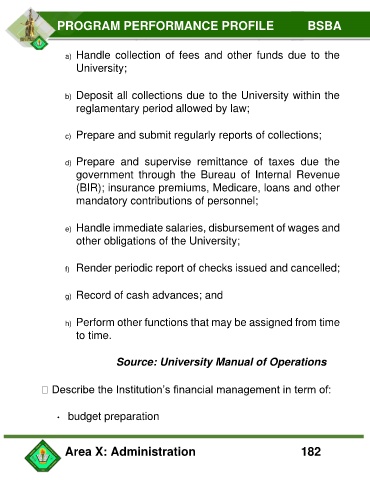 PROGRAM PERFORMANCE PROFILE BSBA
a) Handle collection of fees and other funds due to the
University;
b) Deposit all collections due to the University within the
reglamentary period allowed by law;
c) Prepare and submit regularly reports of collections;
d) Prepare and supervise remittance of taxes due the
government through the Bureau of Internal Revenue
(BIR); insurance premiums, Medicare, loans and other
mandatory contributions of personnel;
e) Handle immediate salaries, disbursement of wages and
other obligations of the University;
f) Render periodic report of checks issued and cancelled;
g) Record of cash advances; and
h) Perform other functions that may be assigned from time
to time.
Source: University Manual of Operations
Describe the Institution's financial management in term of:
• budget preparation
Area X: Administration 182